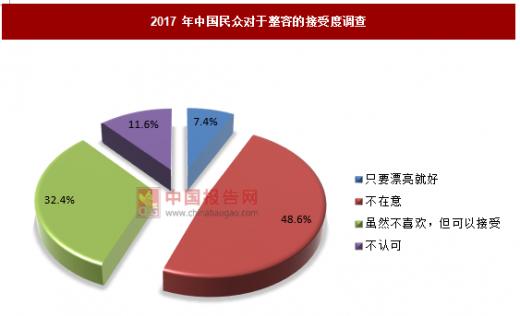 2017 年中国民众对于整容的接受度调查
11.6%
7.4%
32.4%
48.6%
中国报告网
www.chinabaogao.com
只要漂亮就好
不在意
虽然不喜欢，但可以接受
不认可